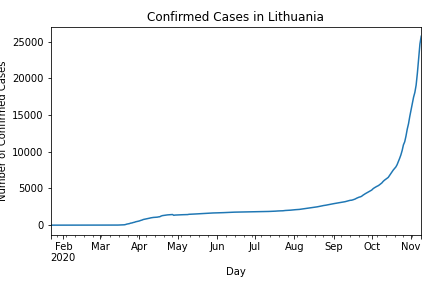 Confirmed Cases in Lithuania
Number of Confirmed Cases
25000
20000
15000
10000
5000
0
Feb Mar Apr May Jun Jul Aug Sep Oct Nov
2020
Day